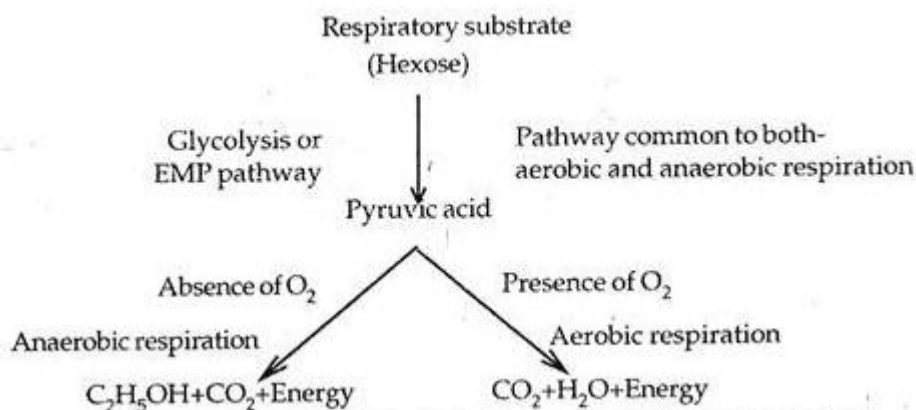 Respiratory substrate
(Hexose)
Glycolysis or
EMP pathway
Pathway common to both-
aerobic and anaerobic respiration
Pyruvic acid
Absence of O₂
Presence of O₂
Anaerobic respiration
Aerobic respiration
C₂H₅OH+CO₂+Energy
CO₂+H₂O+Energy